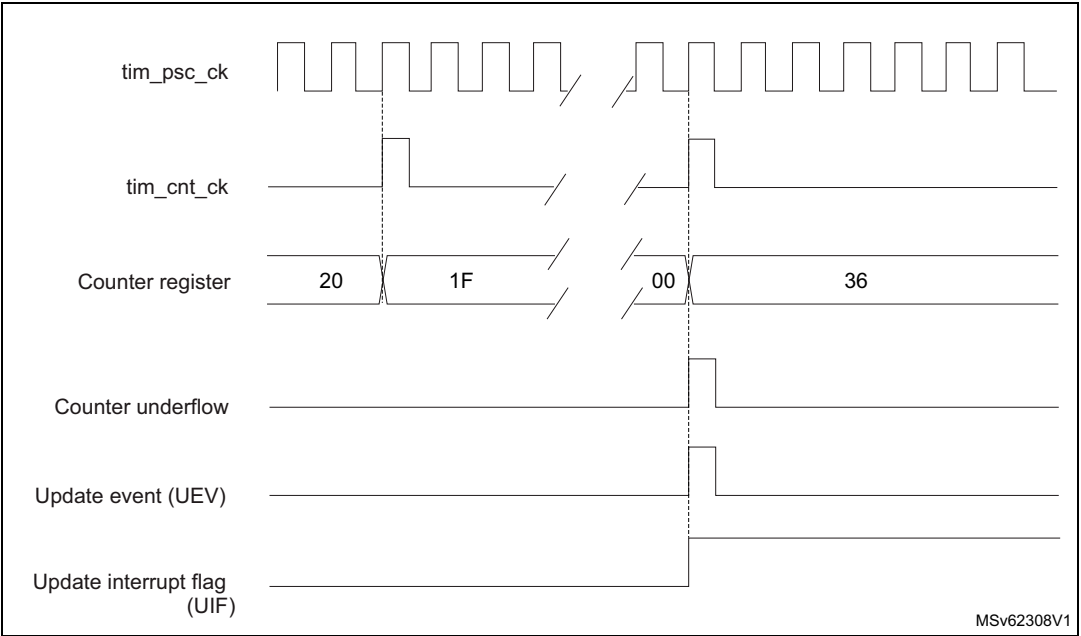 tim_psc_ck
tim_cnt_ck
Counter register
20
1F
00
36
Counter underflow
Update event (UEV)
Update interrupt flag
(UIF)
MSv62308V1